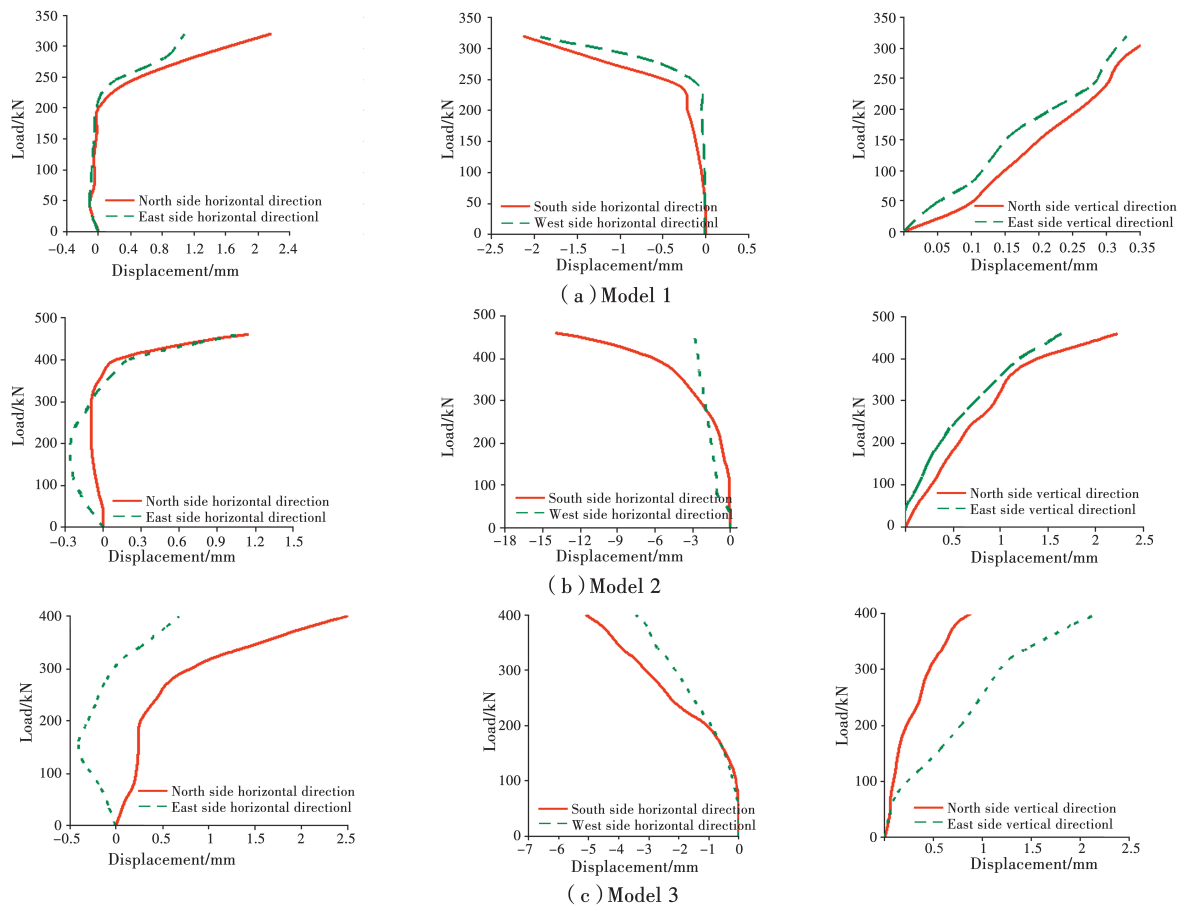 350
300
250
200
150
100
50
0
Load/kN
North side horizontal direction
East side horizontal directionl
−0.4 0 0.4 0.8 1.2 1.6 2 2.4
Displacement/mm
350
300
250
200
150
100
50
0
Load/kN
South side horizontal direction
West side horizontal directionl
−2.5 −2 −1.5 −1 −0.5 0 0.5
Displacement/mm
350
300
250
200
150
100
50
0
Load/kN
North side vertical direction
East side vertical directionl
0.05 0.1 0.15 0.20 0.25 0.3 0.35
Displacement/mm
(a)Model 1
500
400
300
200
100
0
Load/kN
North side horizontal direction
East side horizontal directionl
−0.3 0 0.3 0.6 0.9 1.2 1.5
Displacement/mm
500
400
300
200
100
0
Load/kN
South side horizontal direction
West side horizontal directionl
−18 −15 −12 −9 −6 −3 0
Displacement/mm
500
400
300
200
100
0
Load/kN
North side vertical direction
East side vertical directionl
0.5 1 1.5 2 2.5
Displacement/mm
(b)Model 2
400
300
200
100
0
Load/kN
North side horizontal direction
East side horizontal directionl
−0.5 0 0.5 1 1.5 2 2.5
Displacement/mm
400
300
200
100
0
Load/kN
South side horizontal direction
West side horizontal directionl
−7 −6 −5 −4 −3 −2 −1 0
Displacement/mm
400
300
200
100
0
Load/kN
North side vertical direction
East side vertical directionl
0.5 1 1.5 2 2.5
Displacement/mm
(c)Model 3